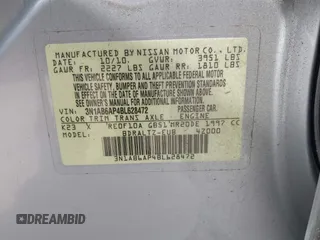 MANUFACTURED BY NISSAN MOTOR CO., LTD.
10/10. GVWR: 3951 LBS
GAWR FR: 2227 LBS GAWR RR: 1810 LBS
THIS VEHICLE CONFORMS TO ALL APPLICABLE FEDERAL MOTOR
VEHICLE SAFETY, BUMPER AND THEFT PREVENTION STANDARDS
IN EFFECT ON THE DATE OF MANUFACTURE SHOWN ABOVE.
SEE OWNER'S MANUAL FOR ADDITIONAL INFORMATION
VIN: PASSENGER CAR
3N1AB6AP4BL628472
COLOR TRIM TRANS AXLE ENGINE
K23 REOF10A GB51 MR20DE 1997 CC
MODEL: BDRALTZ-EUB 42000
3N1AB6AP4BL628472